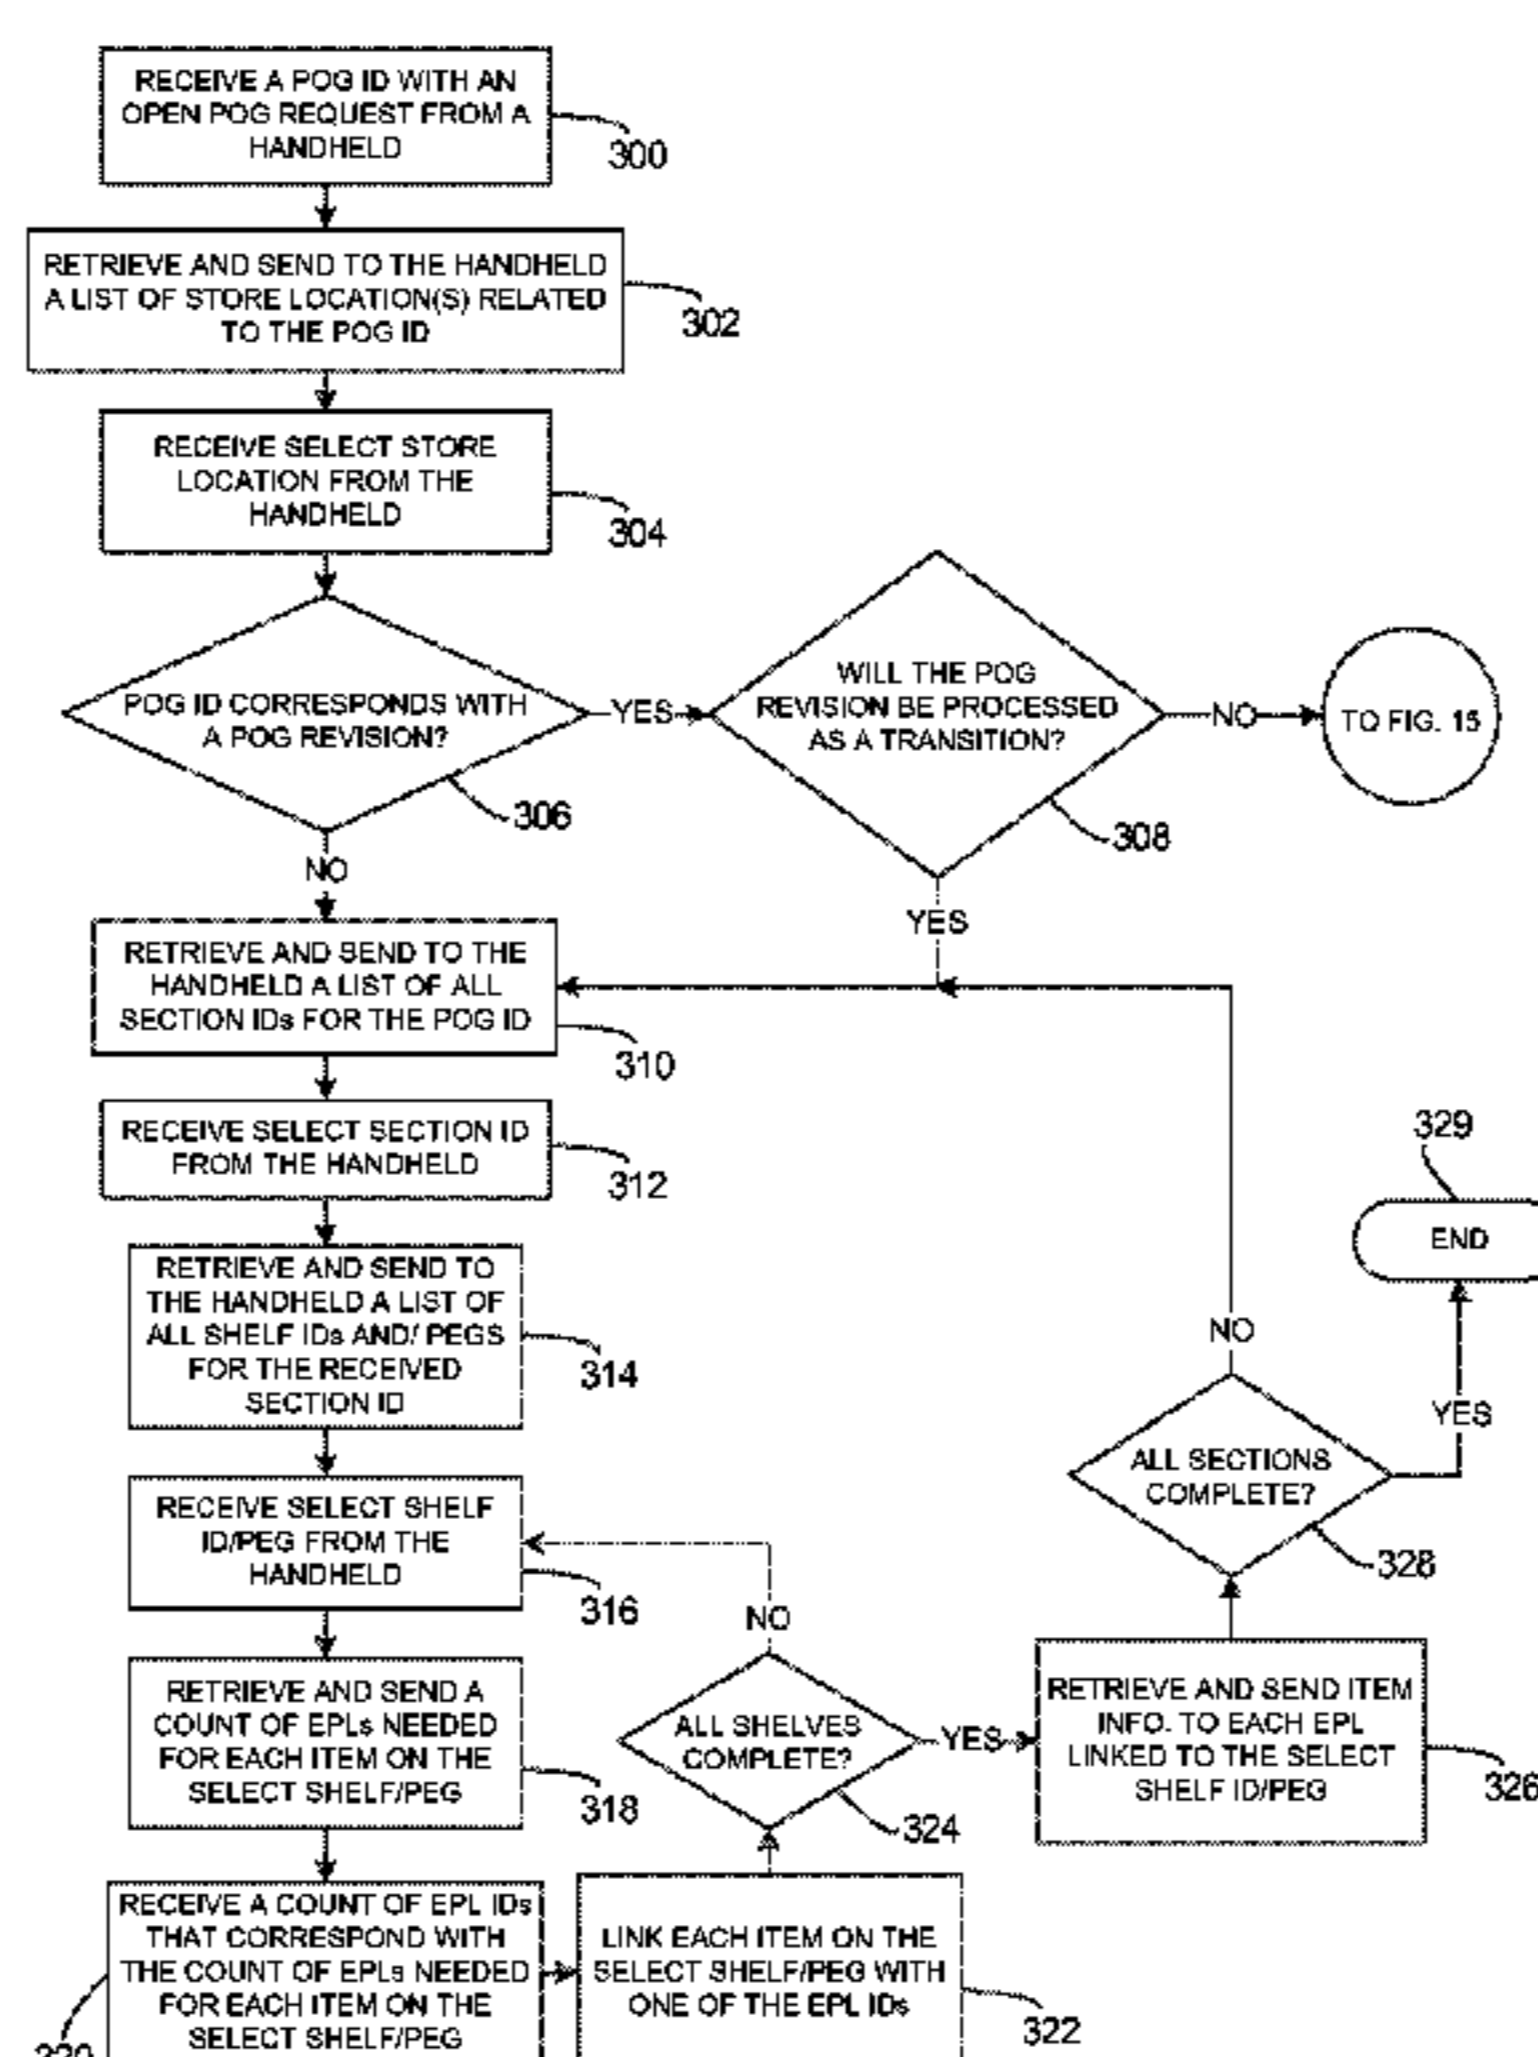 RECEIVE A POG ID WITH AN
OPEN POG REQUEST FROM A
HANDHELD
300
RETRIEVE AND SEND TO THE HANDHELD
A LIST OF STORE LOCATION(S) RELATED
TO THE POG ID
302
RECEIVE SELECT STORE
LOCATION FROM THE
HANDHELD
304
POG ID CORRESPONDS WITH
A POG REVISION?
306
YES
WILL THE POG
REVISION BE PROCESSED
AS A TRANSITION?
308
NO
TO FIG. 15
NO
YES
RETRIEVE AND SEND TO THE
HANDHELD A LIST OF ALL
SECTION IDs FOR THE POG ID
310
RECEIVE SELECT SECTION ID
FROM THE HANDHELD
312
RETRIEVE AND SEND TO
THE HANDHELD A LIST OF
ALL SHELF IDs AND/ PEGS
FOR THE RECEIVED
SECTION ID
314
RECEIVE SELECT SHELF
ID/PEG FROM THE
HANDHELD
316
RETRIEVE AND SEND A
COUNT OF EPLs NEEDED
FOR EACH ITEM ON THE
SELECT SHELF/PEG
318
RECEIVE A COUNT OF EPL IDs
THAT CORRESPOND WITH
THE COUNT OF EPLs NEEDED
FOR EACH ITEM ON THE
SELECT SHELF/PEG
LINK EACH ITEM ON THE
SELECT SHELF/PEG WITH
ONE OF THE EPL IDs
322
ALL SHELVES
COMPLETE?
324
NO
YES
RETRIEVE AND SEND ITEM
INFO. TO EACH EPL
LINKED TO THE SELECT
SHELF ID/PEG
326
ALL SECTIONS
COMPLETE?
328
NO
YES
END
329